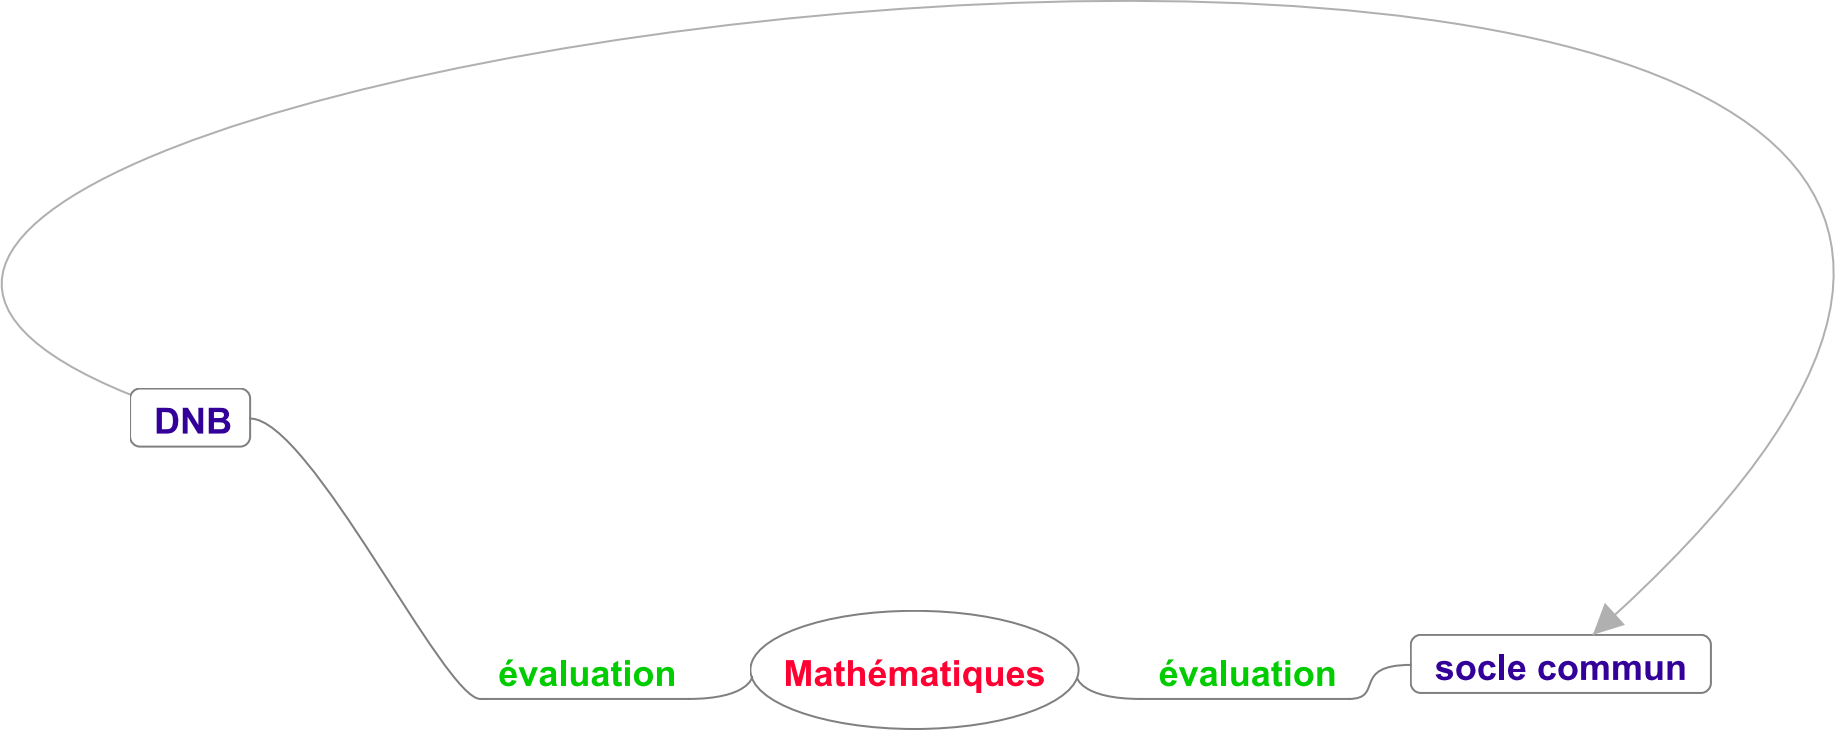 DNB
évaluation
Mathématiques
évaluation
socle commun